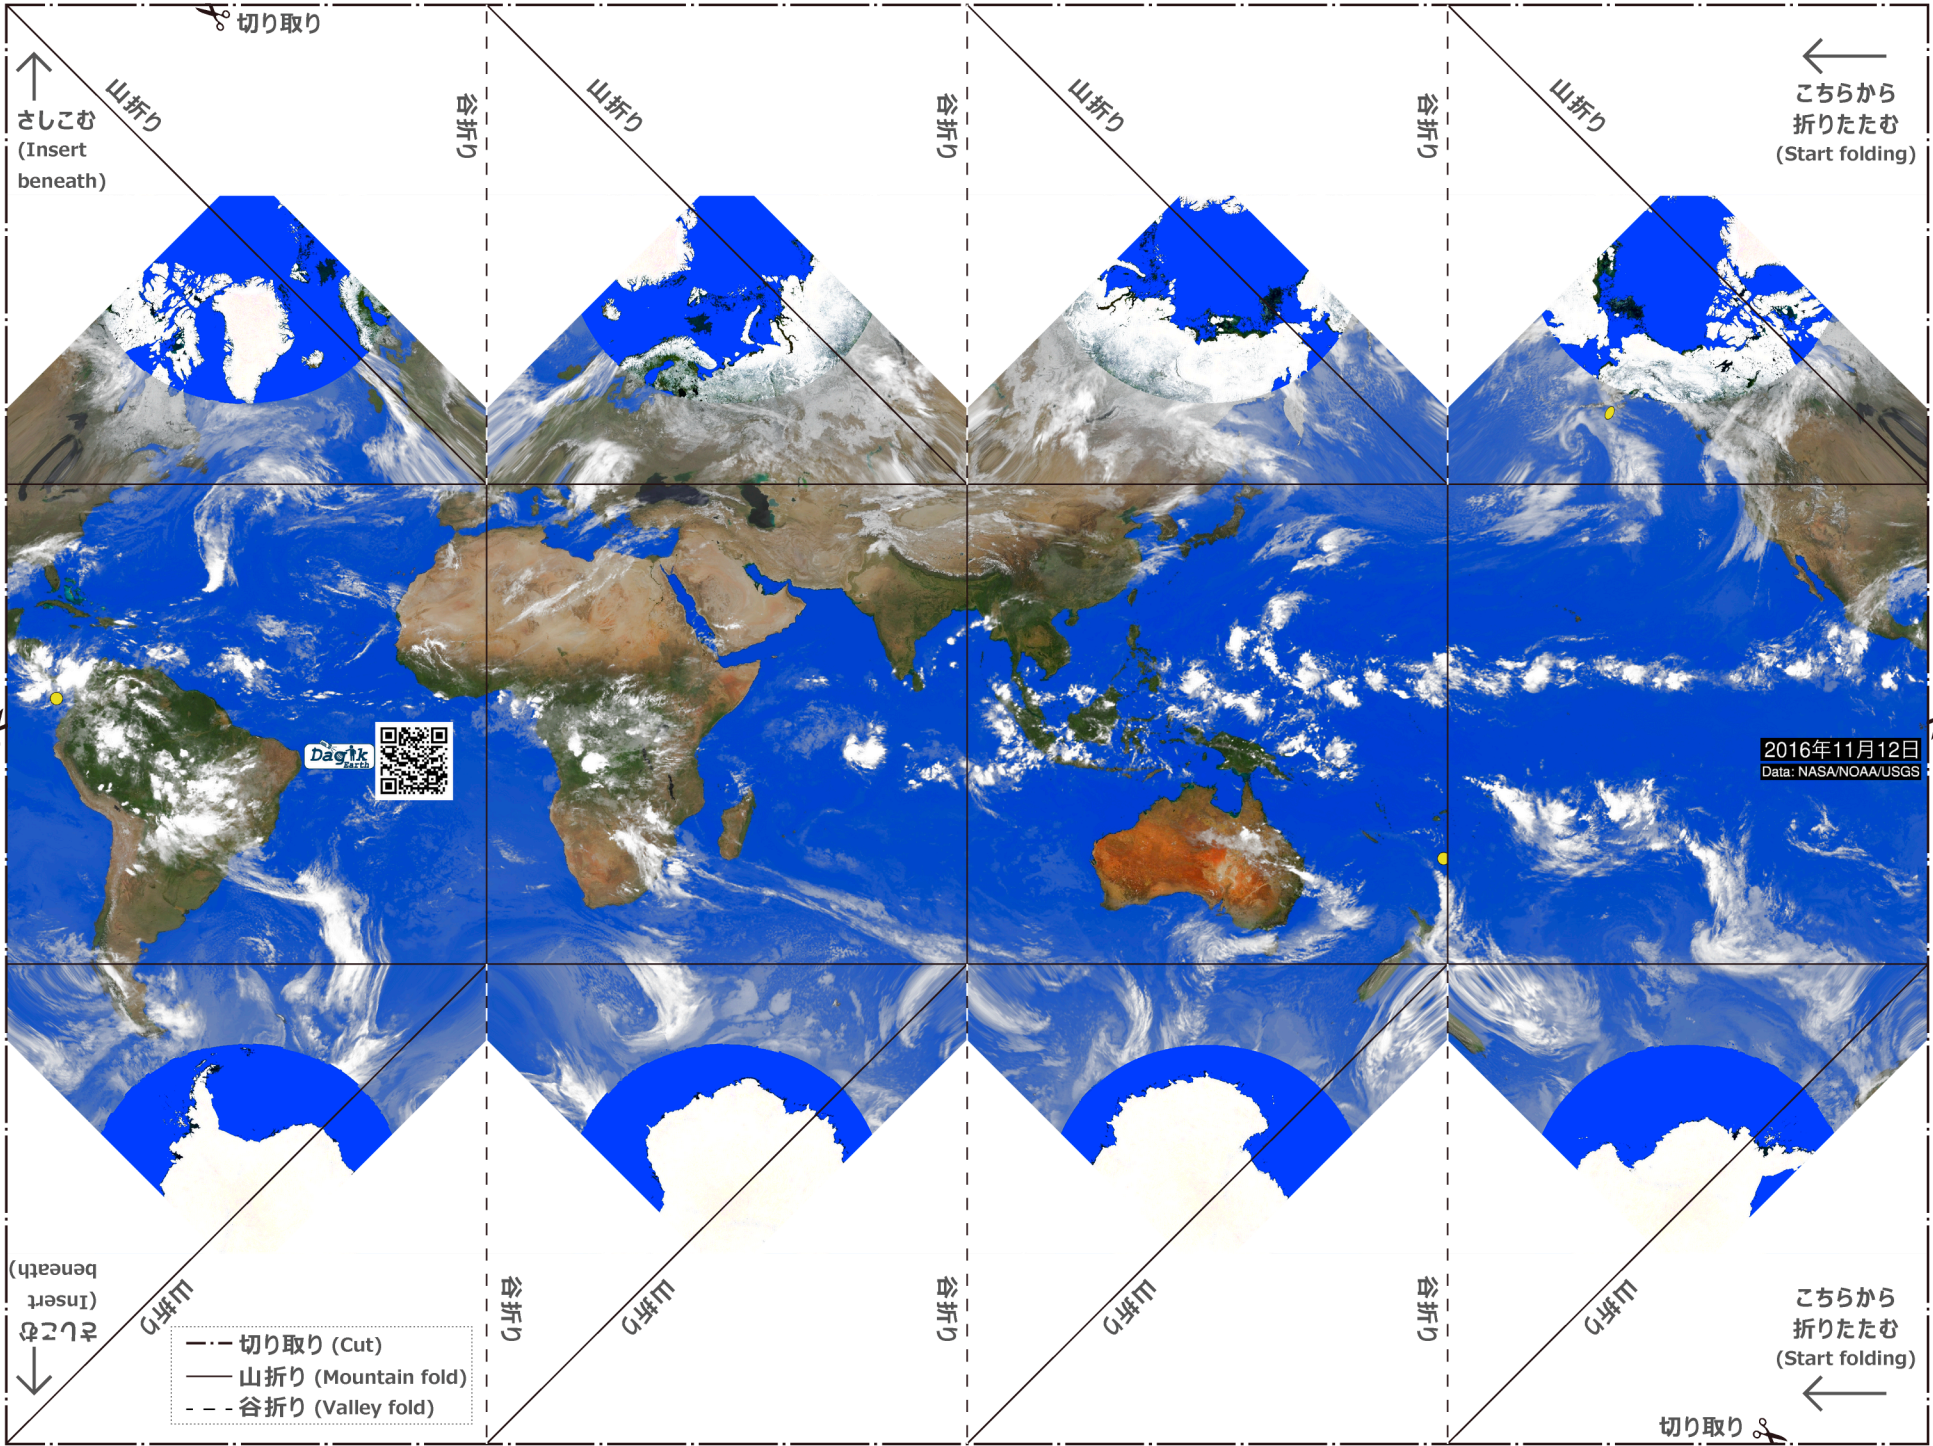 切り取り
さしこむ
(Insert
beneath)
山折り
谷折り
山折り
谷折り
山折り
谷折り
山折り
こちらから
折りたたむ
(Start folding)
Dagik
Earth
2016年11月12日
Data: NASA/NOAA/USGS
さしこむ
(Insert
beneath)
山折り
谷折り
山折り
谷折り
山折り
谷折り
山折り
こちらから
折りたたむ
(Start folding)
切り取り (Cut)
山折り (Mountain fold)
谷折り (Valley fold)
切り取り